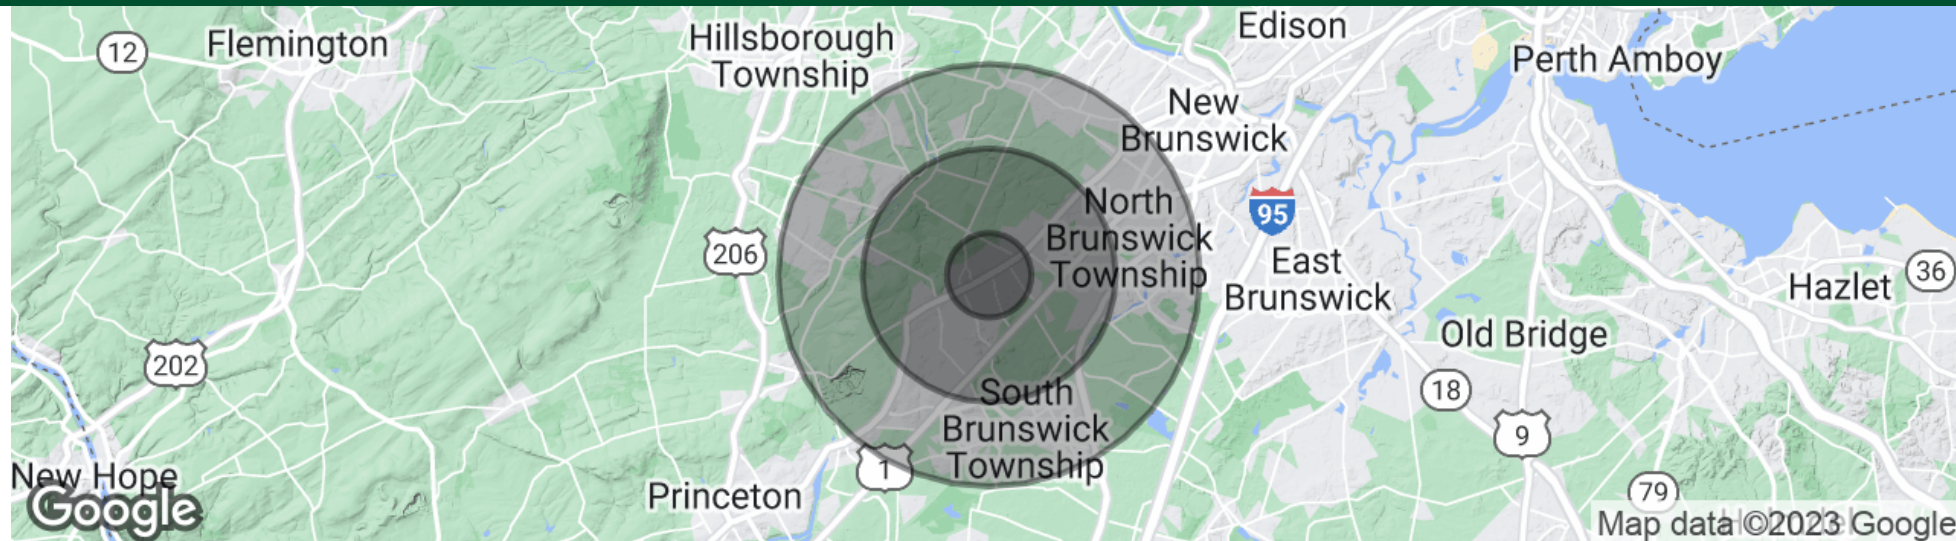 12
Flemington
Hillsborough
Township
Edison
Perth Amboy
New
Brunswick
North
Brunswick
Township
95
206
East
Brunswick
36
Hazlet
202
Old Bridge
South
Brunswick
Township
18
9
1
New Hope
Princeton
79
Google
Map data ©2023 Google